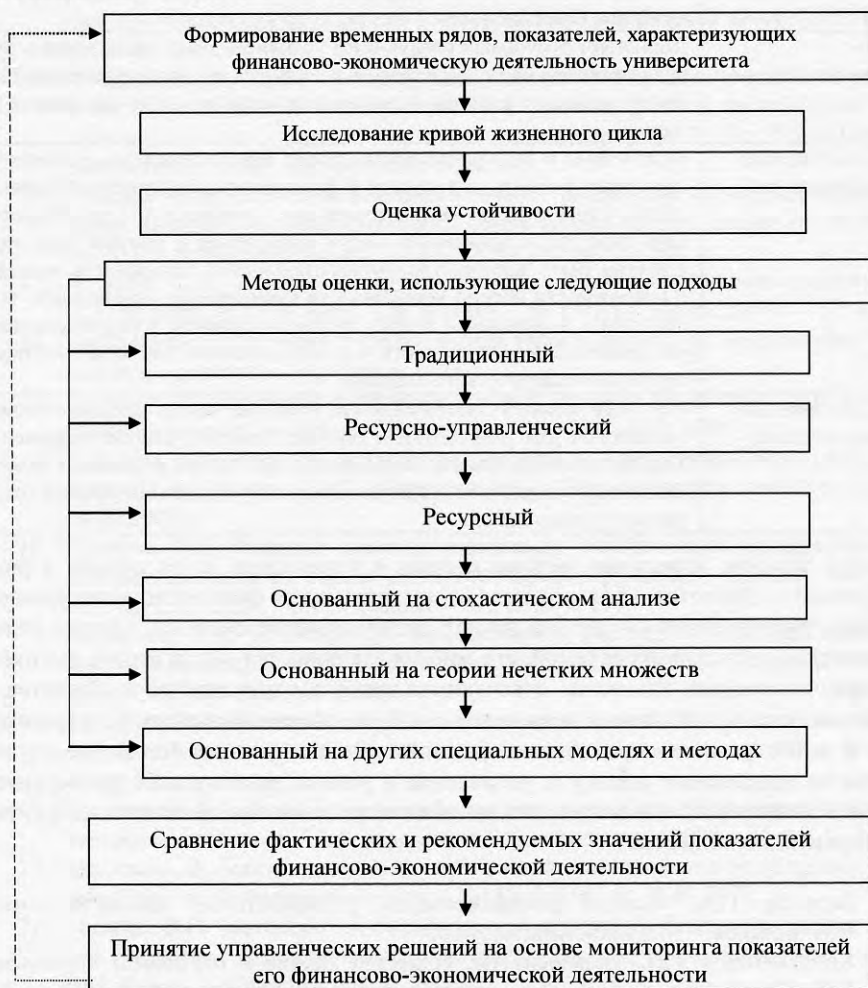 Формирование временных рядов, показателей, характеризующих
финансово-экономическую деятельность университета
Исследование кривой жизненного цикла
Оценка устойчивости
Методы оценки, использующие следующие подходы
Традиционный
Ресурсно-управленческий
Ресурсный
Основанный на стохастическом анализе
Основанный на теории нечетких множеств
Основанный на других специальных моделях и методах
Сравнение фактических и рекомендуемых значений показателей
финансово-экономической деятельности
Принятие управленческих решений на основе мониторинга показателей
его финансово-экономической деятельности